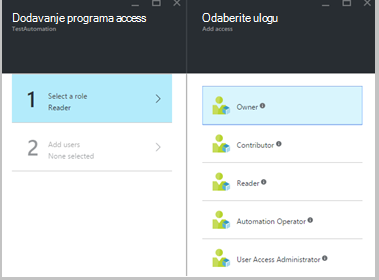 Dodavanje programa access
TestAutomation
1
Select a role
Reader
2
Add users
None selected
Odaberite ulogu
Add access
Owner
Contributor
Reader
Automation Operator
User Access Administrator